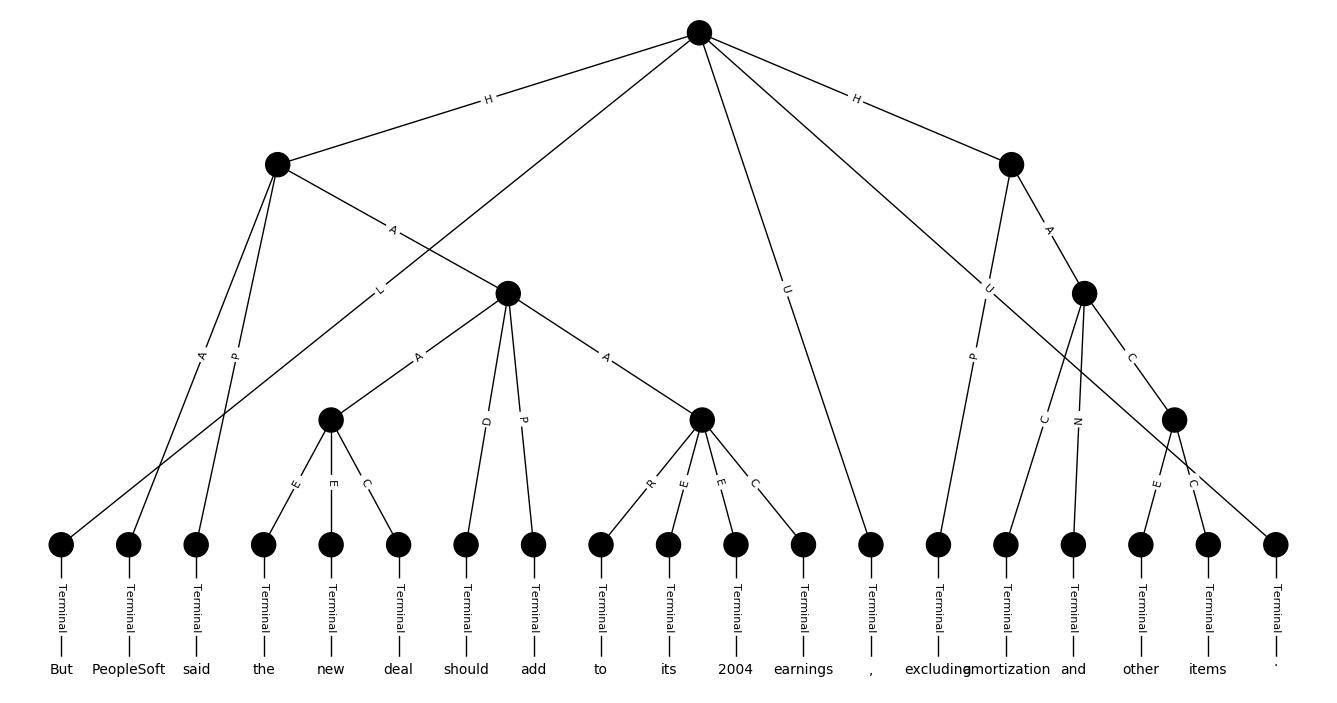 H H
A A
L U U
A P A A P C
D P C N
E E C R E E C E C
Terminal Terminal Terminal Terminal Terminal Terminal Terminal Terminal Terminal Terminal Terminal Terminal Terminal Terminal Terminal Terminal Terminal Terminal Terminal
But PeopleSoft said the new deal should add to its 2004 earnings , excluding amortization and other items .